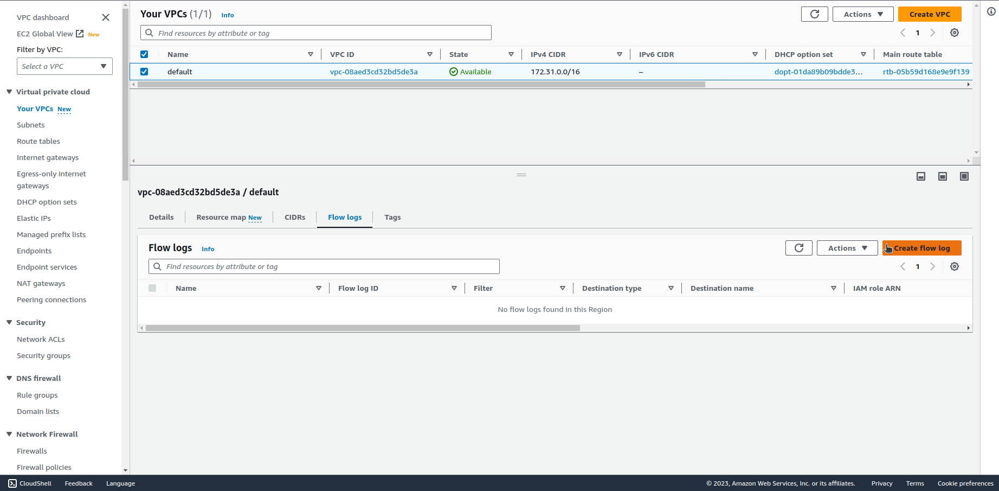 VPC dashboard
EC2 Global View New
Filter by VPC:
Select a VPC
Virtual private cloud
Your VPCs New
Subnets
Route tables
Internet gateways
Egress-only internet
gateways
DHCP option sets
Elastic IPs
Managed prefix lists
Endpoints
Endpoint services
NAT gateways
Peering connections
Security
Network ACLs
Security groups
DNS firewall
Rule groups
Domain lists
Network Firewall
Firewalls
Firewall policies
Your VPCs (1/1) Info
Actions
Create VPC
Find resources by attribute or tag
1
Name VPC ID State IPv4 CIDR IPv6 CIDR DHCP option set Main route table
default vpc-08aed3cd32bd5de3a Available 172.31.0.0/16 – dopt-01da89b09bdde3... rtb-05b59d168e9e9f139
vpc-08aed3cd32bd5de3a / default
Details Resource map New CIDRs Flow logs Tags
Flow logs Info
Actions
Create flow log
Find resources by attribute or tag
1
Name Flow log ID Filter Destination type Destination name IAM role ARN
No flow logs found in this Region
CloudShell Feedback Language © 2023, Amazon Web Services, Inc. or its affiliates. Privacy Terms Cookie preferences